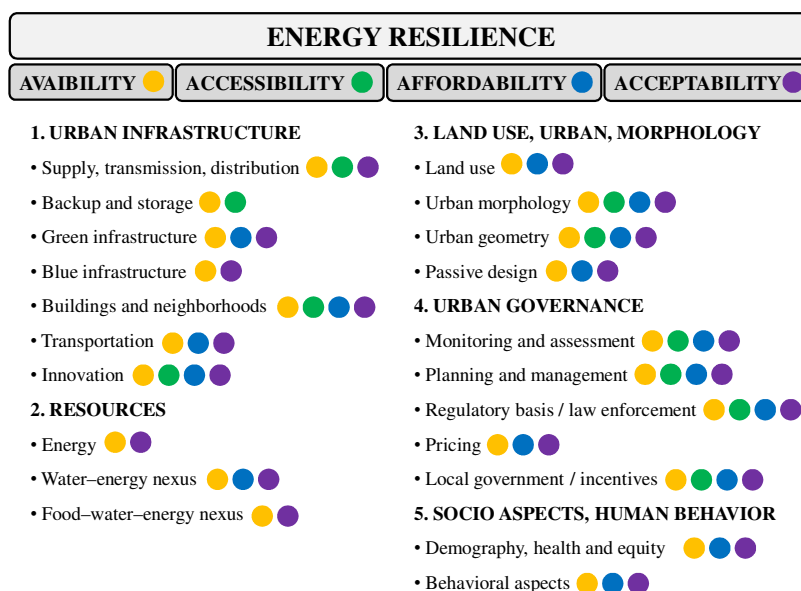 ENERGY RESILIENCE
AVAIBILITY ACCESSIBILITY AFFORDABILITY ACCEPTABILITY
1. URBAN INFRASTRUCTURE
• Supply, transmission, distribution
• Backup and storage
• Green infrastructure
• Blue infrastructure
• Buildings and neighborhoods
• Transportation
• Innovation
2. RESOURCES
• Energy
• Water–energy nexus
• Food–water–energy nexus
3. LAND USE, URBAN, MORPHOLOGY
• Land use
• Urban morphology
• Urban geometry
• Passive design
4. URBAN GOVERNANCE
• Monitoring and assessment
• Planning and management
• Regulatory basis / law enforcement
• Pricing
• Local government / incentives
5. SOCIO ASPECTS, HUMAN BEHAVIOR
• Demography, health and equity
• Behavioral aspects